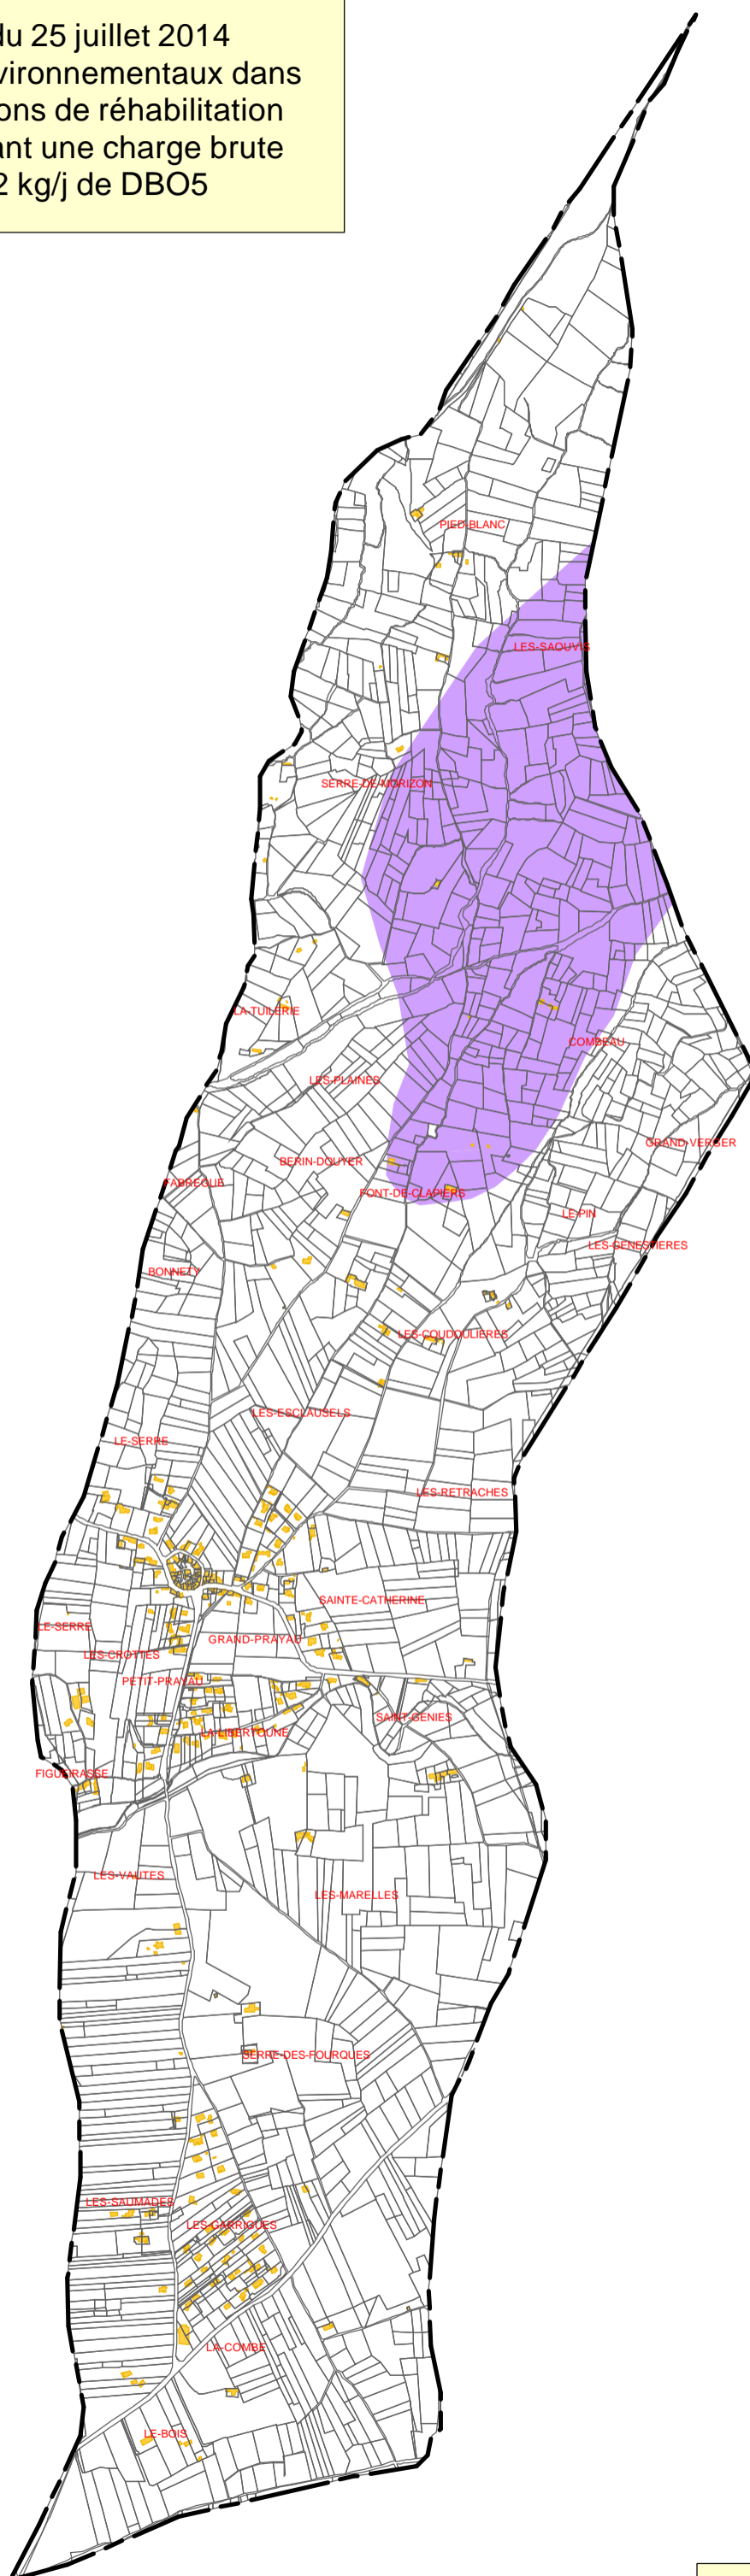 du 25 juillet 2014
vironnementaux dans
ons de réhabilitation
ant une charge brute
2 kg/j de DBO5
PIED-BLANC
LES-SAOUVIS
SERRE-DE-MORIZON
LA-TUILERIE
COMBEAU
LES-PLAINES
GRAND-VERGER
BERIN-DOUYER
FABREGUE
FONT-DE-CLAPIERS
LE-PIN
LES-GENESTIERES
BONNETY
LES-COUDOULIERES
LES-ESCLAUSELS
LE-SERRE
LES-RETRACHES
SAINTE-CATHERINE
LE-SERRE
GRAND-PRAYAU
LES-CROTTES
PETIT-PRAYAU
SAINT-GENIES
LA-LIBERTOUNE
FIGUEIRASSE
LES-VAUTES
LES-MARELLES
SERRE-DES-FOURQUES
LES-SAUMADES
LES-GARRIGUES
LA-COMBE
LE-BOIS